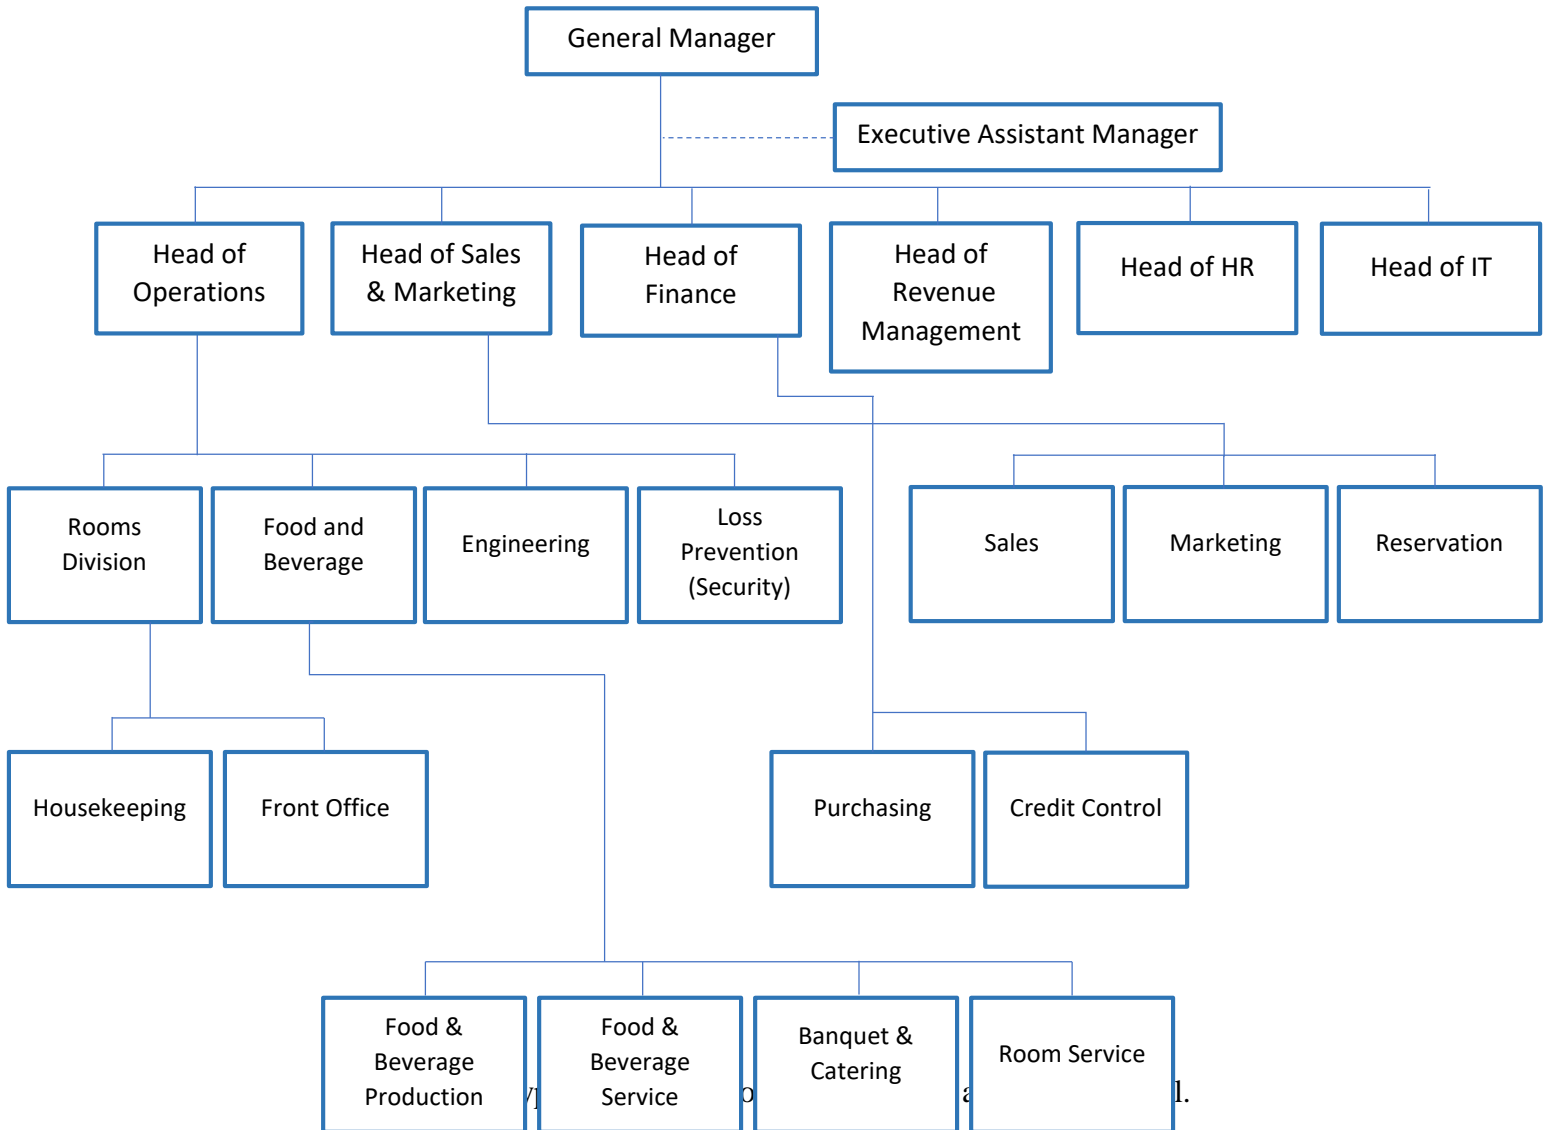 General Manager
Executive Assistant Manager
Head of
Operations
Head of Sales
& Marketing
Head of
Finance
Head of
Revenue
Management
Head of HR
Head of IT
Rooms
Division
Food and
Beverage
Engineering
Loss
Prevention
(Security)
Sales
Marketing
Reservation
Housekeeping
Front Office
Purchasing
Credit Control
Food &
Beverage
Production
Food &
Beverage
Service
Banquet &
Catering
Room Service